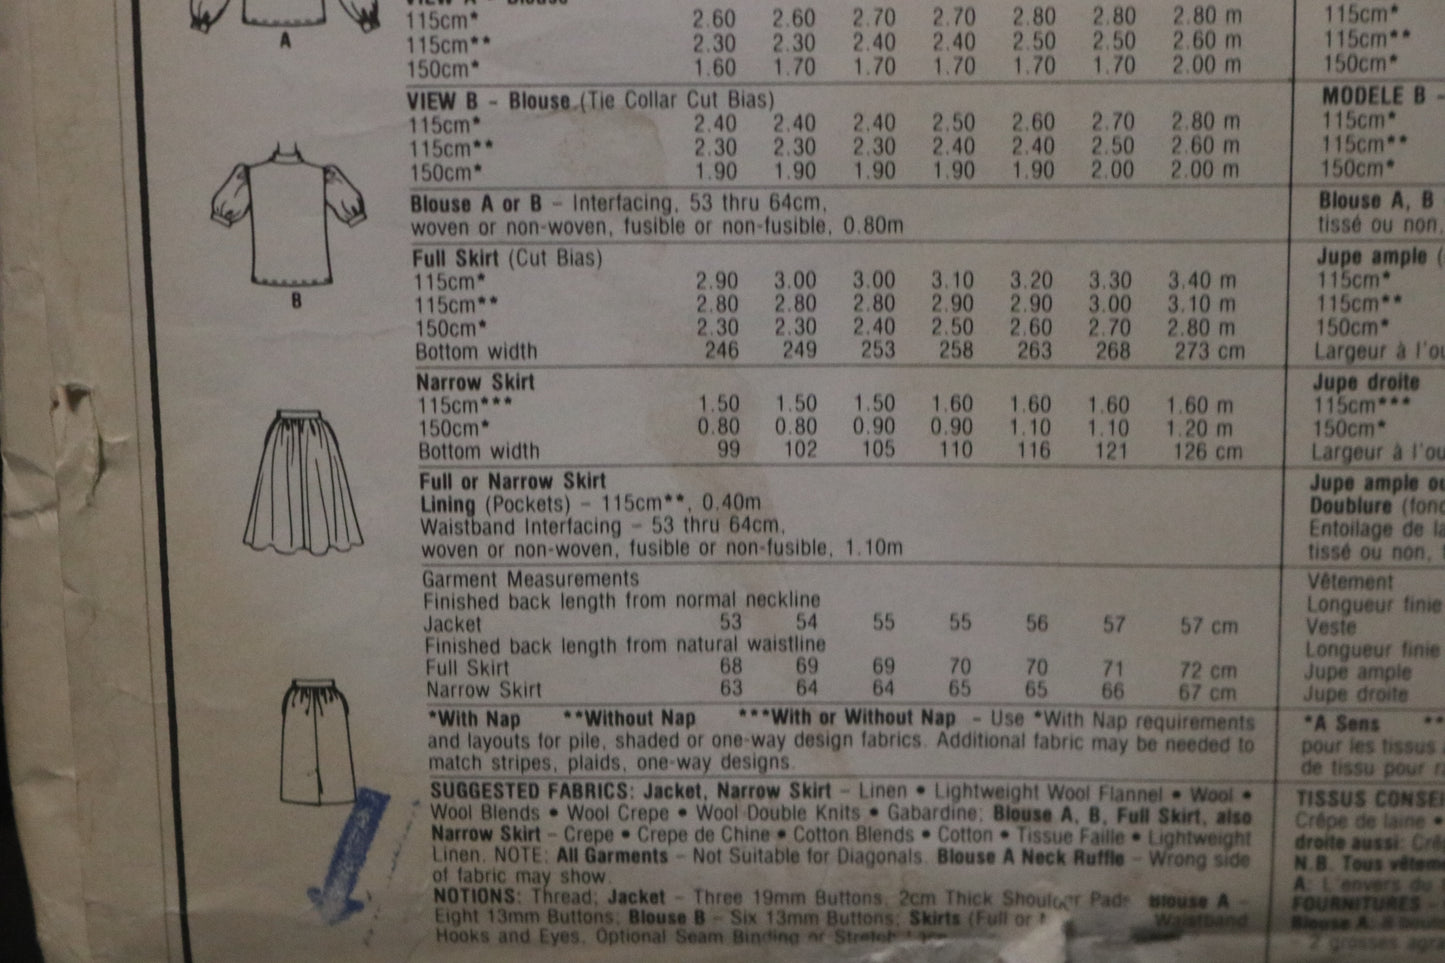 VIEW A - Blouse
115cm* 2.60 2.60 2.70 2.70 2.80 2.80 2.80 m
115cm** 2.30 2.30 2.40 2.40 2.50 2.50 2.60 m
150cm* 1.60 1.70 1.70 1.70 1.70 1.70 2.00 m
A
VIEW B - Blouse (Tie Collar Cut Bias)
115cm* 2.40 2.40 2.40 2.50 2.60 2.70 2.80 m
115cm** 2.30 2.30 2.30 2.40 2.40 2.50 2.60 m
150cm* 1.90 1.90 1.90 1.90 1.90 2.00 2.00 m
Blouse A or B - Interfacing, 53 thru 64cm,
woven or non-woven, fusible or non-fusible, 0.80m
B
Full Skirt (Cut Bias)
115cm* 2.90 3.00 3.00 3.10 3.20 3.30 3.40 m
115cm** 2.80 2.80 2.80 2.90 2.90 3.00 3.10 m
150cm* 2.30 2.30 2.40 2.50 2.60 2.70 2.80 m
Bottom width 246 249 253 258 263 268 273 cm
Narrow Skirt
115cm*** 1.50 1.50 1.50 1.60 1.60 1.60 1.60 m
150cm* 0.80 0.80 0.90 0.90 1.10 1.10 1.20 m
Bottom width 99 102 105 110 116 121 126 cm
Full or Narrow Skirt
Lining (Pockets) - 115cm**, 0.40m
Waistband Interfacing - 53 thru 64cm,
woven or non-woven, fusible or non-fusible, 1.10m
Garment Measurements
Finished back length from normal neckline
Jacket 53 54 55 55 56 57 57 cm
Finished back length from natural waistline
Full Skirt 68 69 69 70 70 71 72 cm
Narrow Skirt 63 64 64 65 65 66 67 cm
*With Nap **Without Nap ***With or Without Nap - Use *With Nap requirements
and layouts for pile, shaded or one-way design fabrics. Additional fabric may be needed to
match stripes, plaids, one-way designs.
SUGGESTED FABRICS: Jacket, Narrow Skirt - Linen • Lightweight Wool Flannel • Wool •
Wool Blends • Wool Crepe • Wool Double Knits • Gabardine; Blouse A, B, Full Skirt, also
Narrow Skirt - Crepe • Crepe de Chine • Cotton Blends • Cotton • Tissue Faille • Lightweight
Linen. NOTE: All Garments - Not Suitable for Diagonals. Blouse A Neck Ruffle - Wrong side
of fabric may show.
NOTIONS: Thread; Jacket - Three 19mm Buttons, 2cm Thick Shoulder Pads Blouse A -
Eight 13mm Buttons; Blouse B - Six 13mm Buttons; Skirts (Full or Waistband
Hooks and Eyes, Optional Seam Binding or Stretch
115cm*
115cm**
150cm*
MODELE B -
115cm*
115cm**
150cm*
Blouse A, B
tissé ou non,
Jupe ample (
115cm*
115cm**
150cm*
Largeur à l'ou
Jupe droite
115cm***
150cm*
Largeur à l'ou
Jupe ample ou
Doublure (fond
Entoilage de la
tissé ou non,
Vêtement
Longueur finie
Veste
Longueur finie
Jupe ample
Jupe droite
*A Sens **
pour les tissus
de tissu pour r
TISSUS CONSEI
Crêpe de laine •
droite aussi: Crê
N.B. Tous vêteme
A: L'envers du
FOURNITURES -
Blouse A: 8
- 2 grosses agra